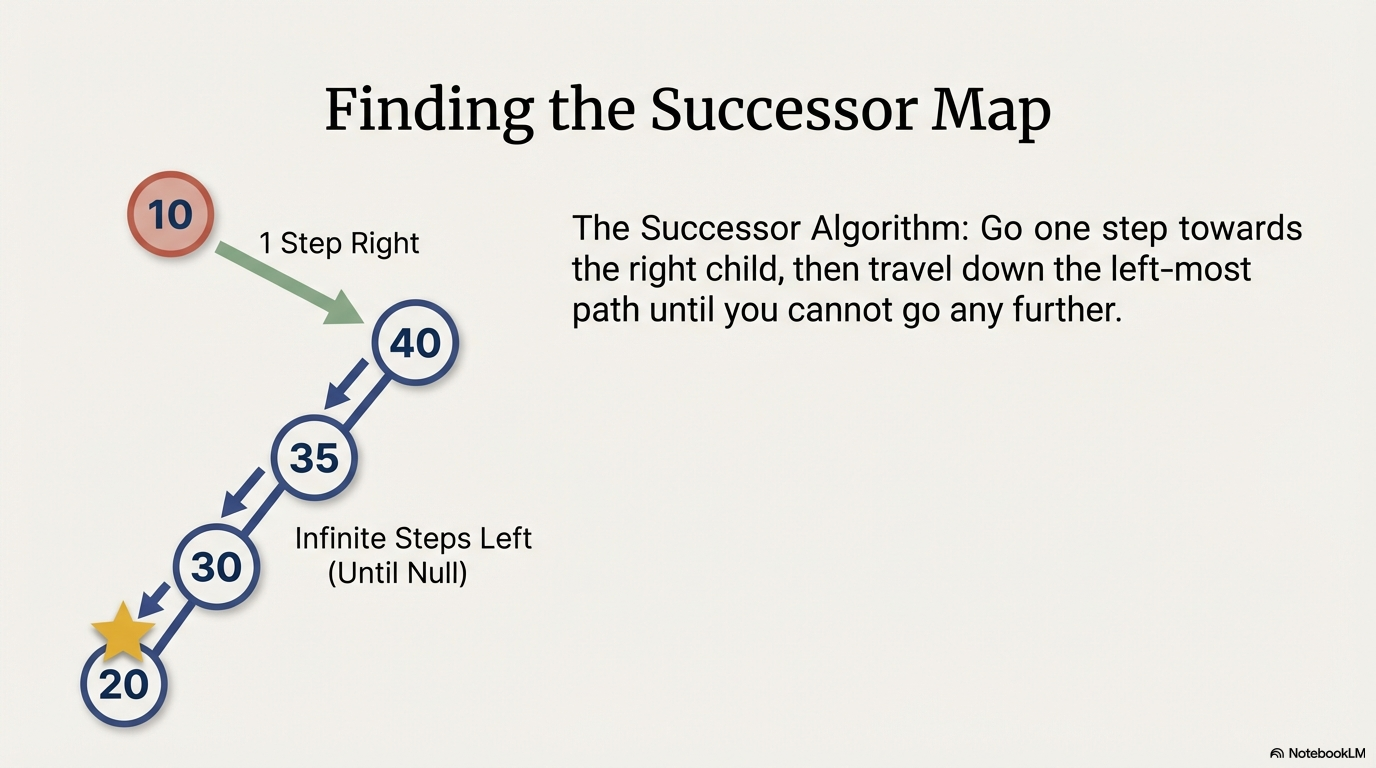 Finding the Successor Map
10
1 Step Right
40
35
30
20
Infinite Steps Left
(Until Null)
The Successor Algorithm: Go one step towards
the right child, then travel down the left-most
path until you cannot go any further.
NotebookLM